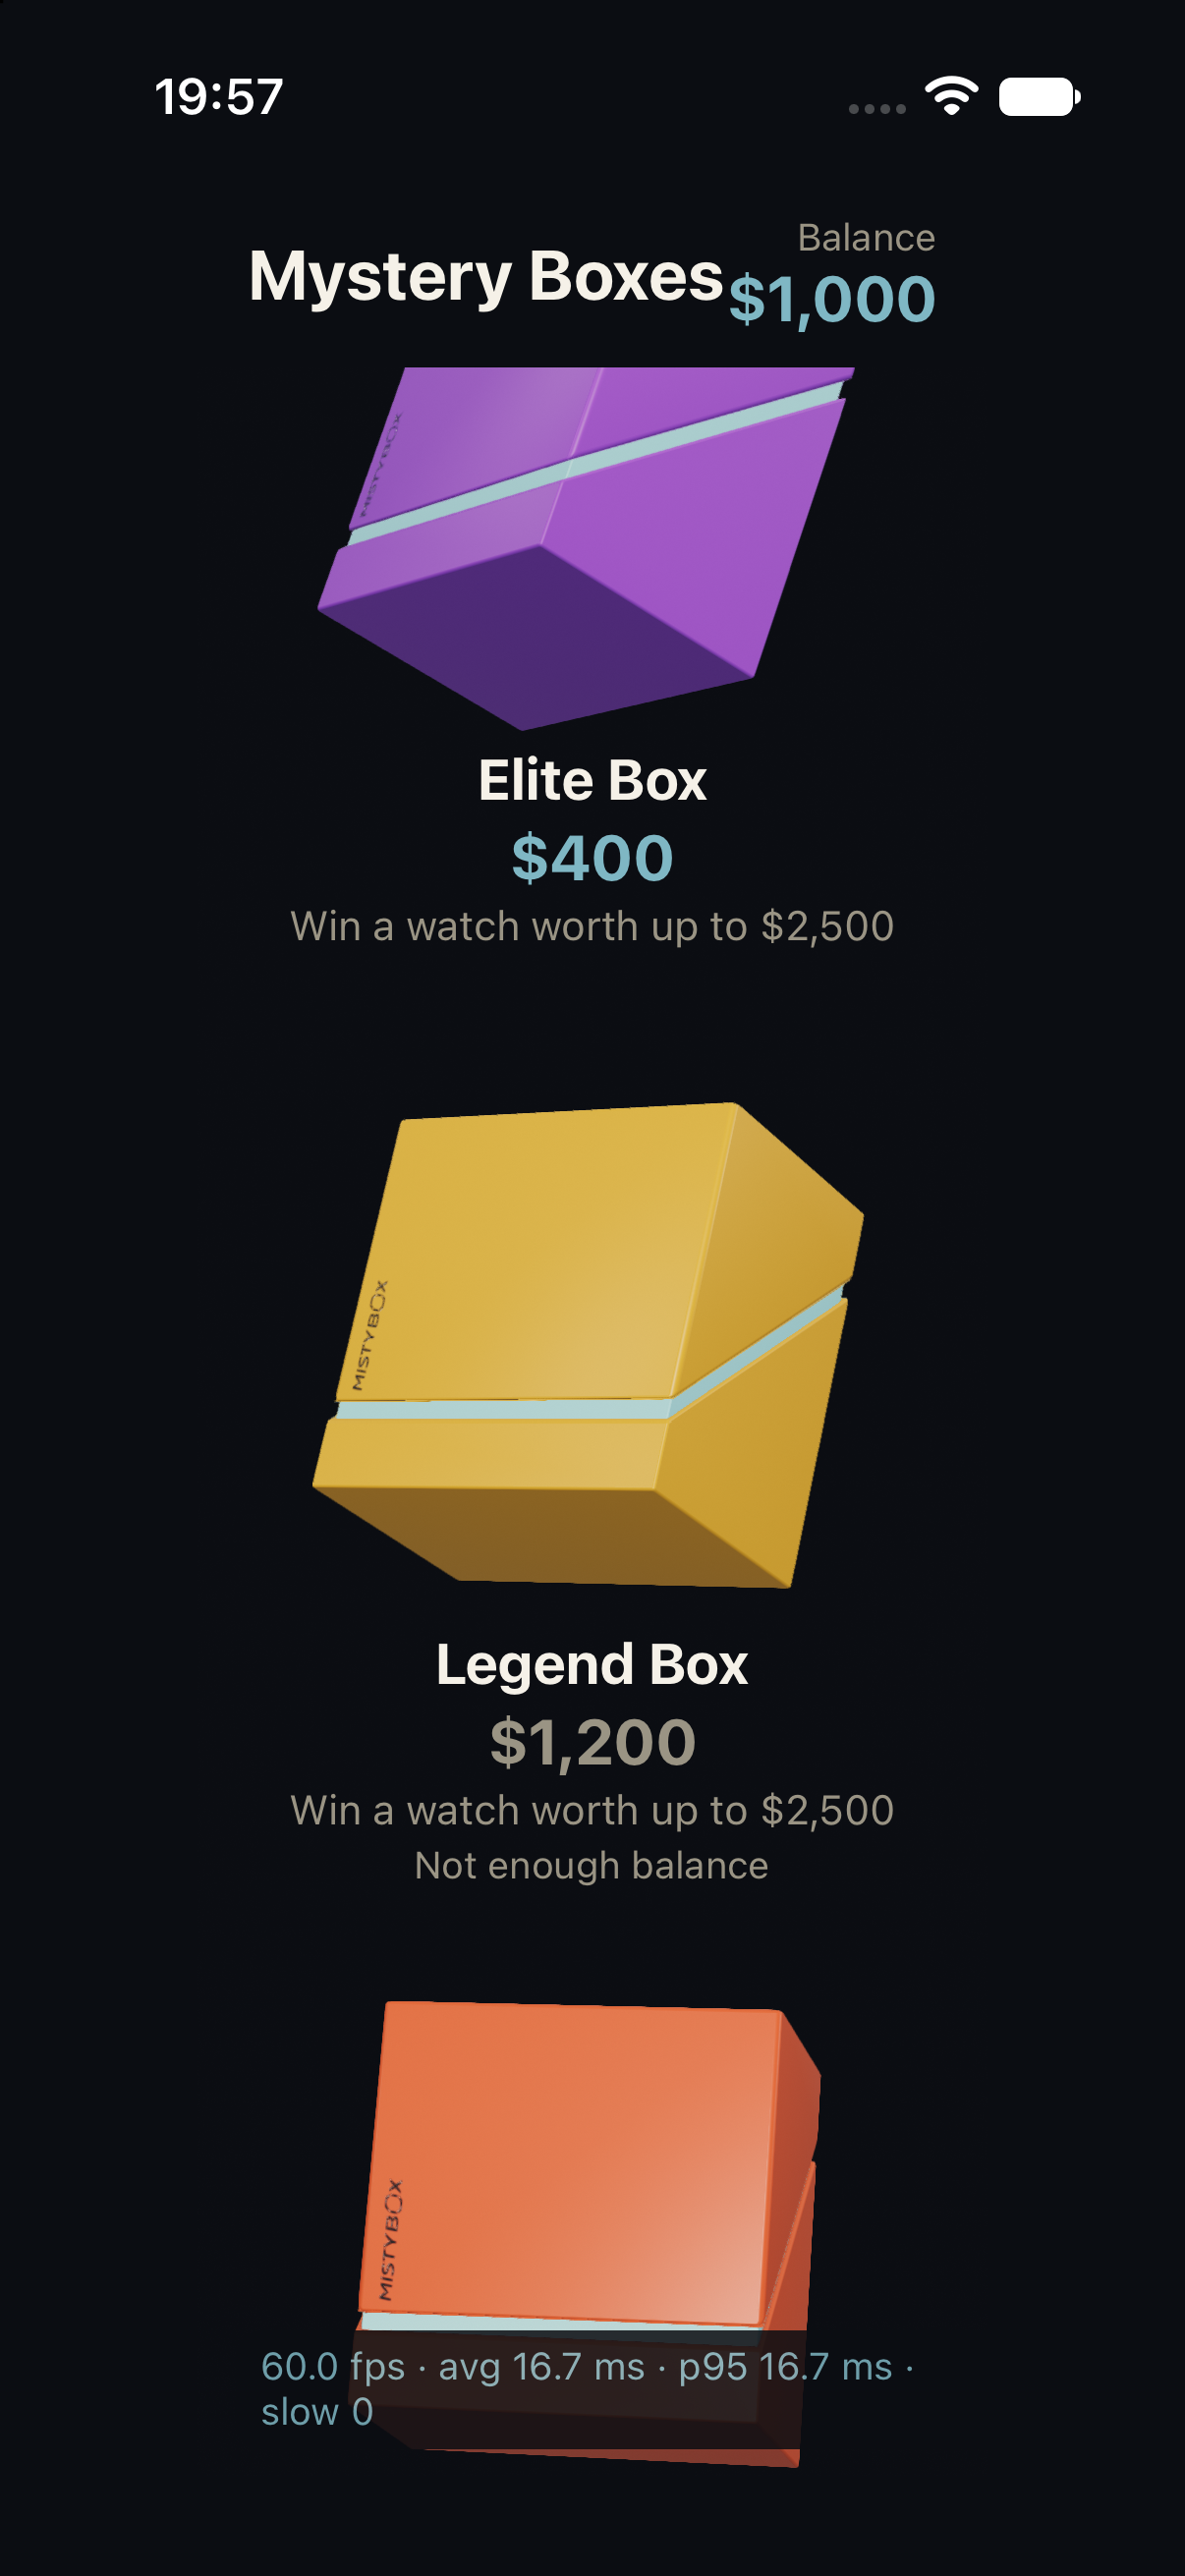 19:57
Balance
Mystery Boxes
$1,000
MISTYBOX
Elite Box
$400
Win a watch worth up to $2,500
MISTYBOX
Legend Box
$1,200
Win a watch worth up to $2,500
Not enough balance
MISTYBOX
60.0 fps · avg 16.7 ms · p95 16.7 ms ·
slow 0